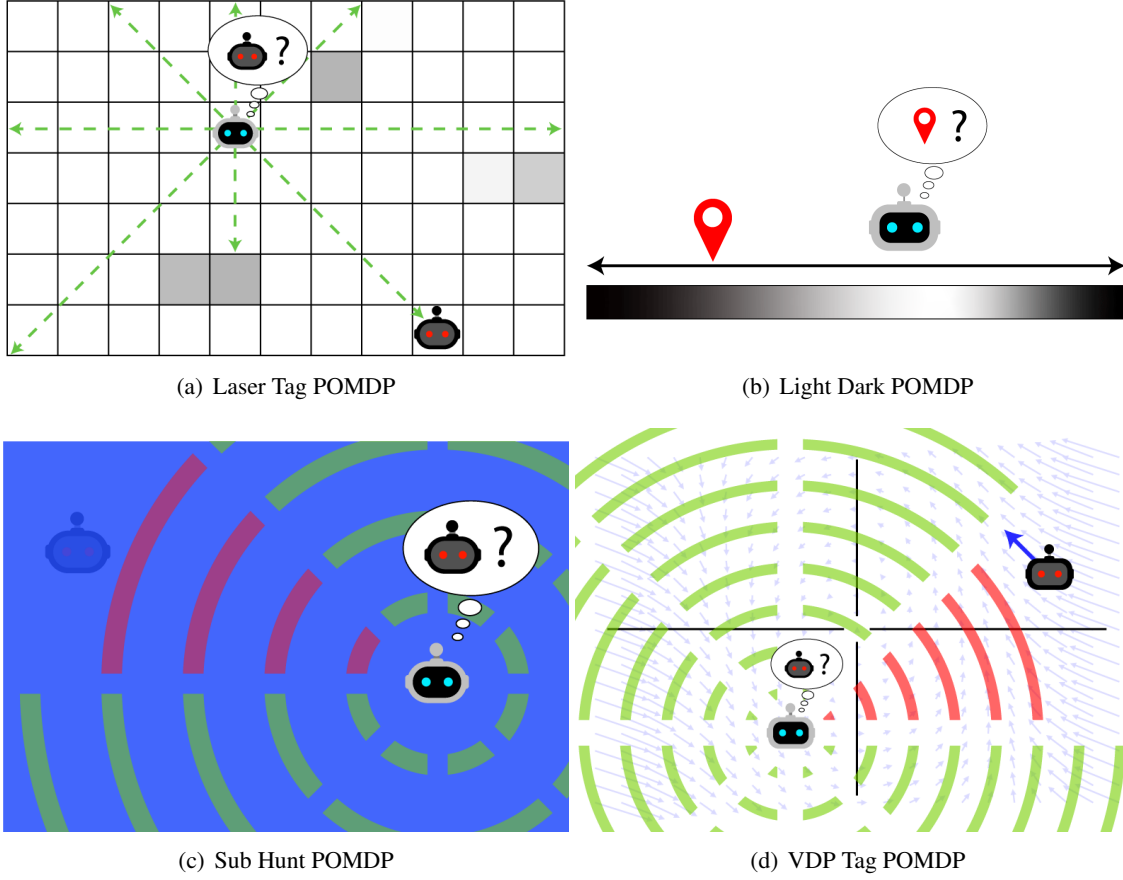 ?
?
(a) Laser Tag POMDP
(b) Light Dark POMDP
?
?
(c) Sub Hunt POMDP
(d) VDP Tag POMDP